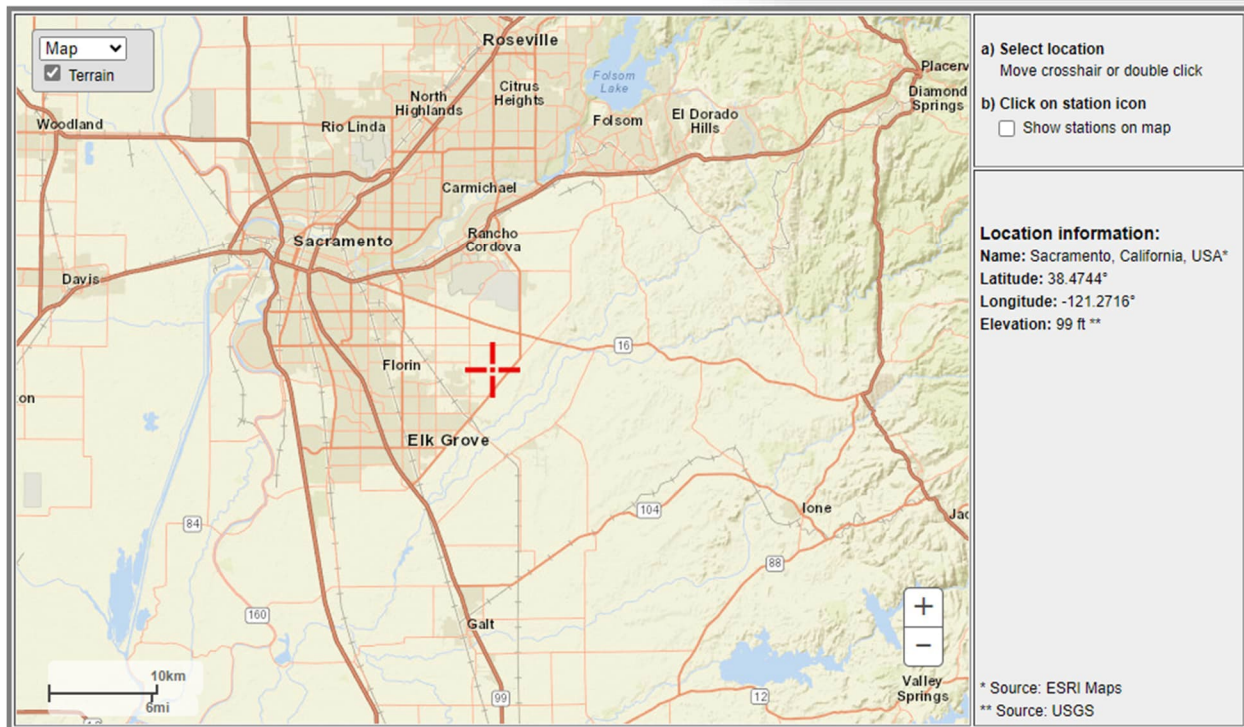 Map
Terrain
Roseville
Folsom
Lake
Placerv
Diamond
Springs
North
Highlands
Citrus
Heights
Woodland
Rio Linda
Folsom
El Dorado
Hills
Carmichael
Sacramento
Rancho
Cordova
Davis
16
Florin
on
Elk Grove
104
Ione
Jac
84
88
160
Galt
+
−
10km
6mi
99
12
Valley
Springs
a) Select location
Move crosshair or double click
b) Click on station icon
Show stations on map
Location information:
Name: Sacramento, California, USA*
Latitude: 38.4744°
Longitude: -121.2716°
Elevation: 99 ft **
* Source: ESRI Maps
** Source: USGS